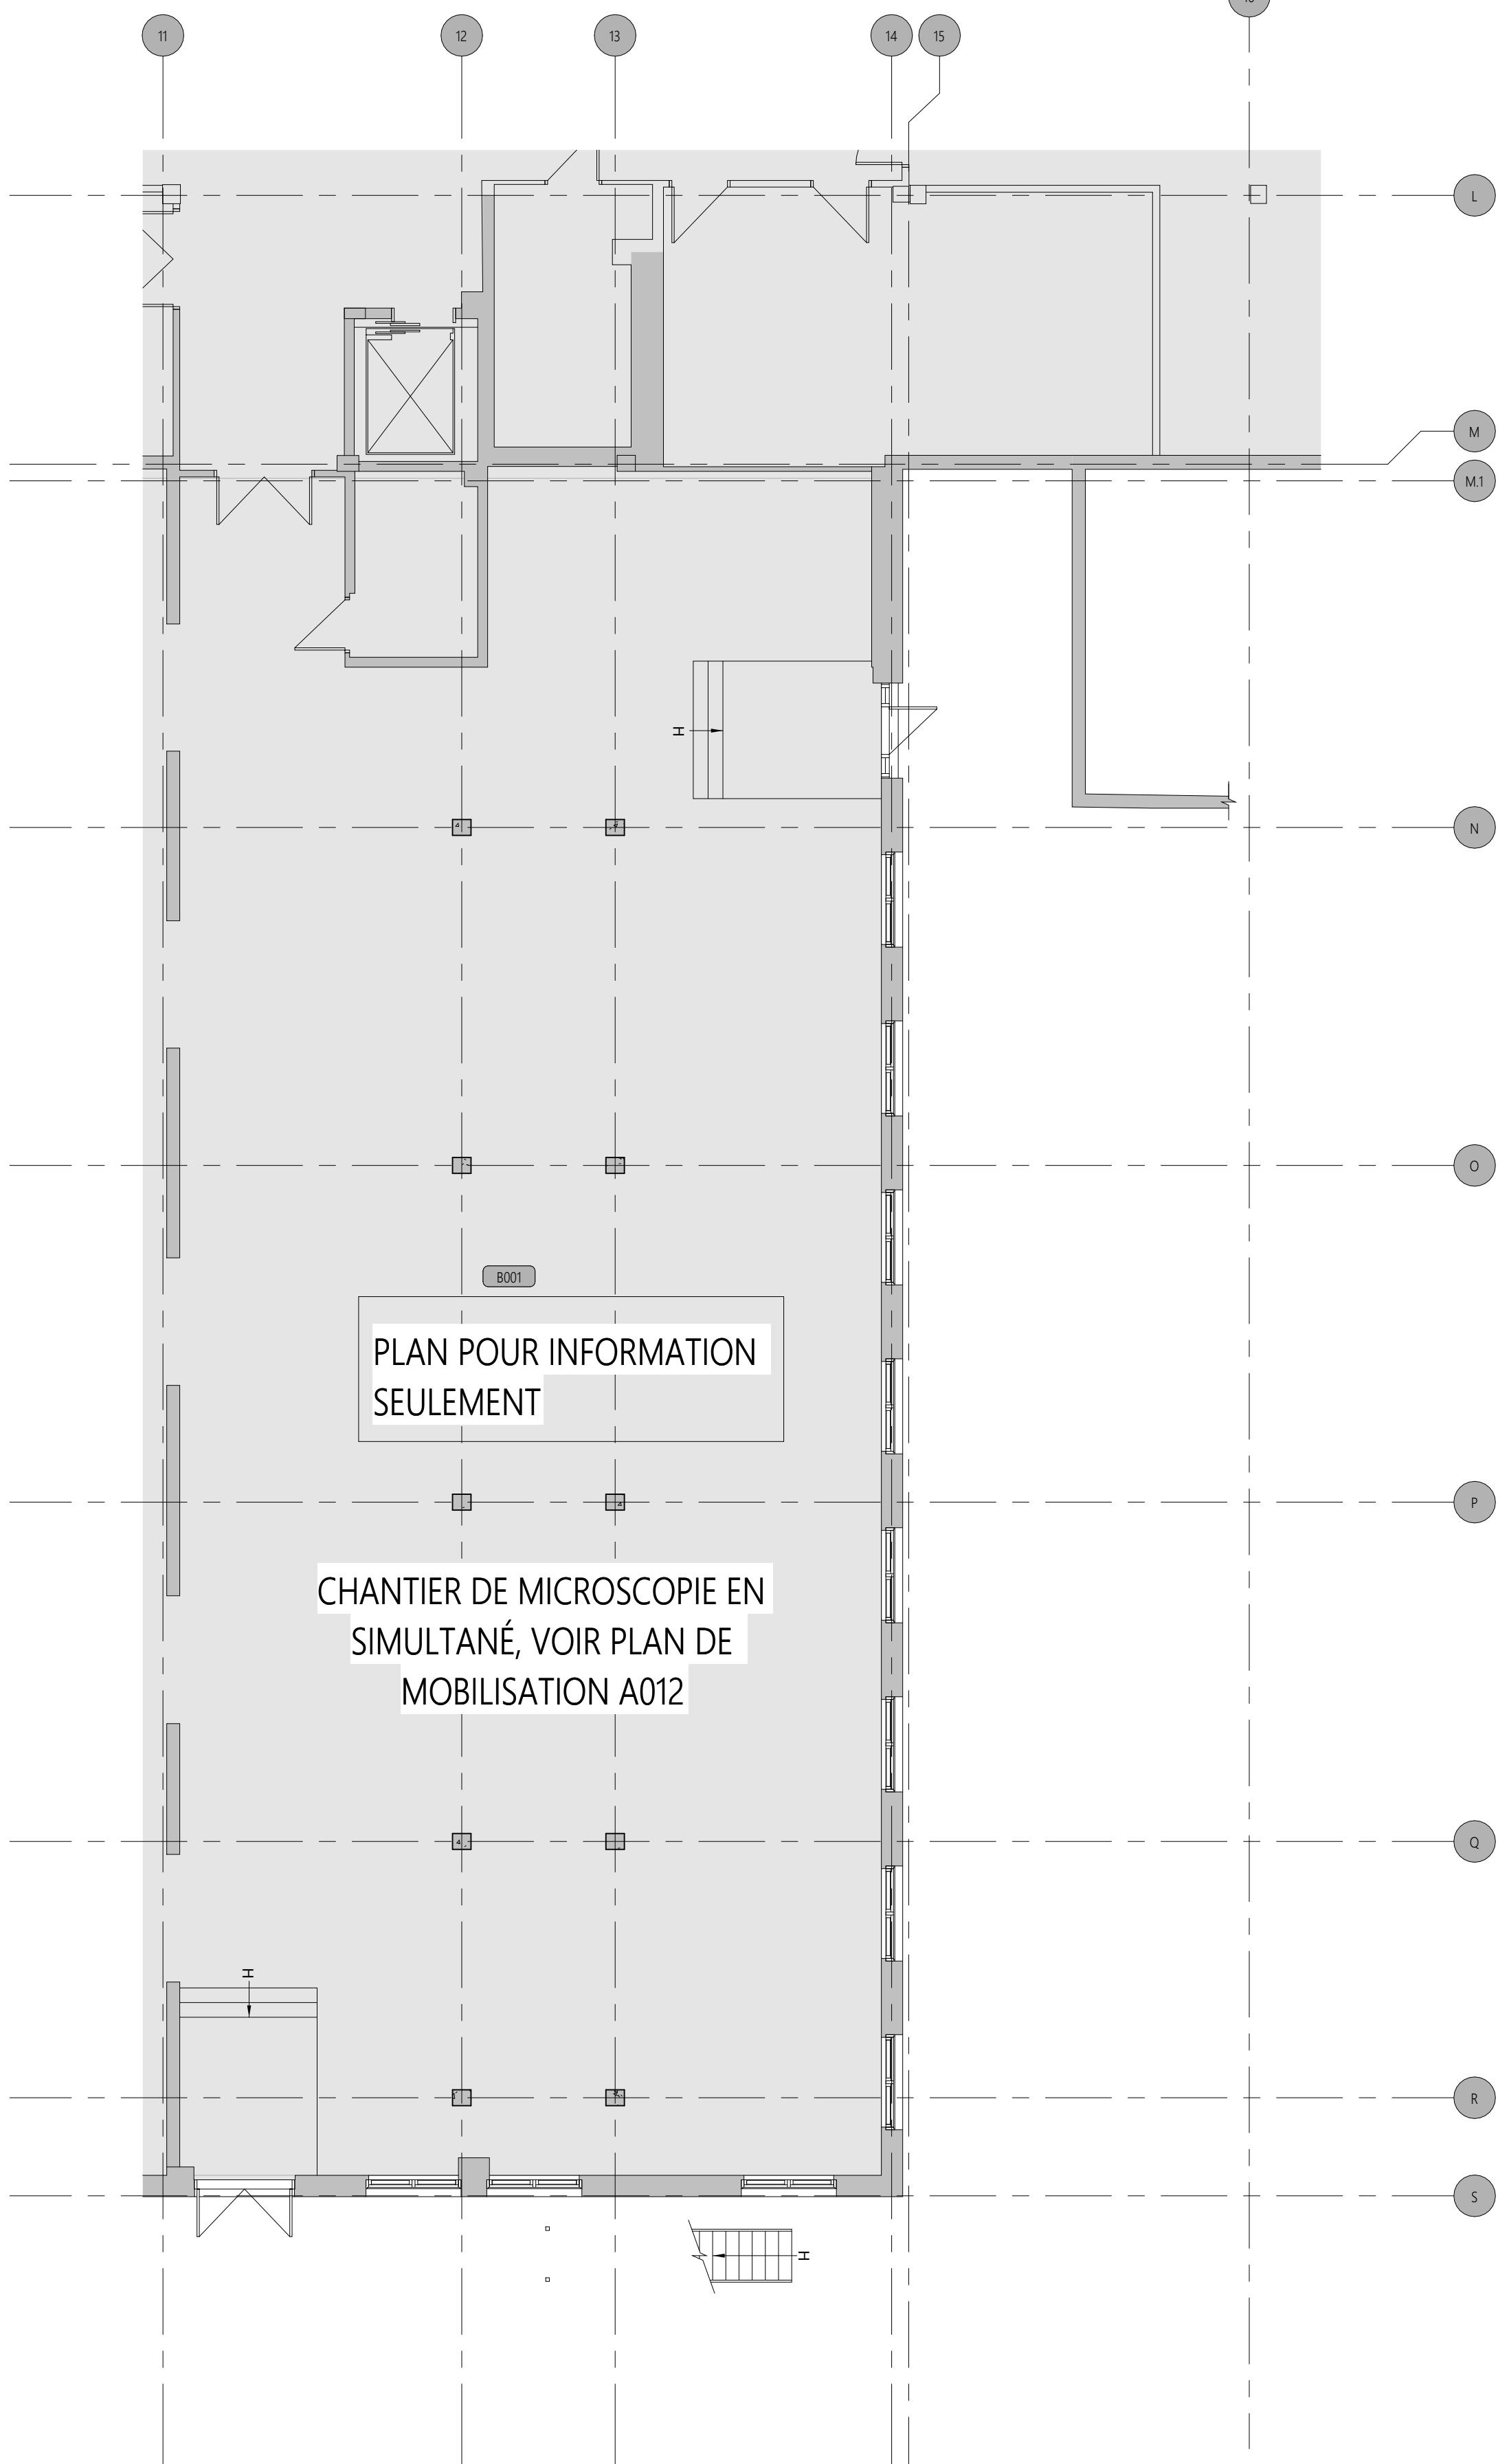 11
12
13
14
15
L
M
M.1
H
N
O
B001
PLAN POUR INFORMATION
SEULEMENT
P
CHANTIER DE MICROSCOPIE EN
SIMULTANÉ, VOIR PLAN DE
MOBILISATION A012
Q
H
R
S
H